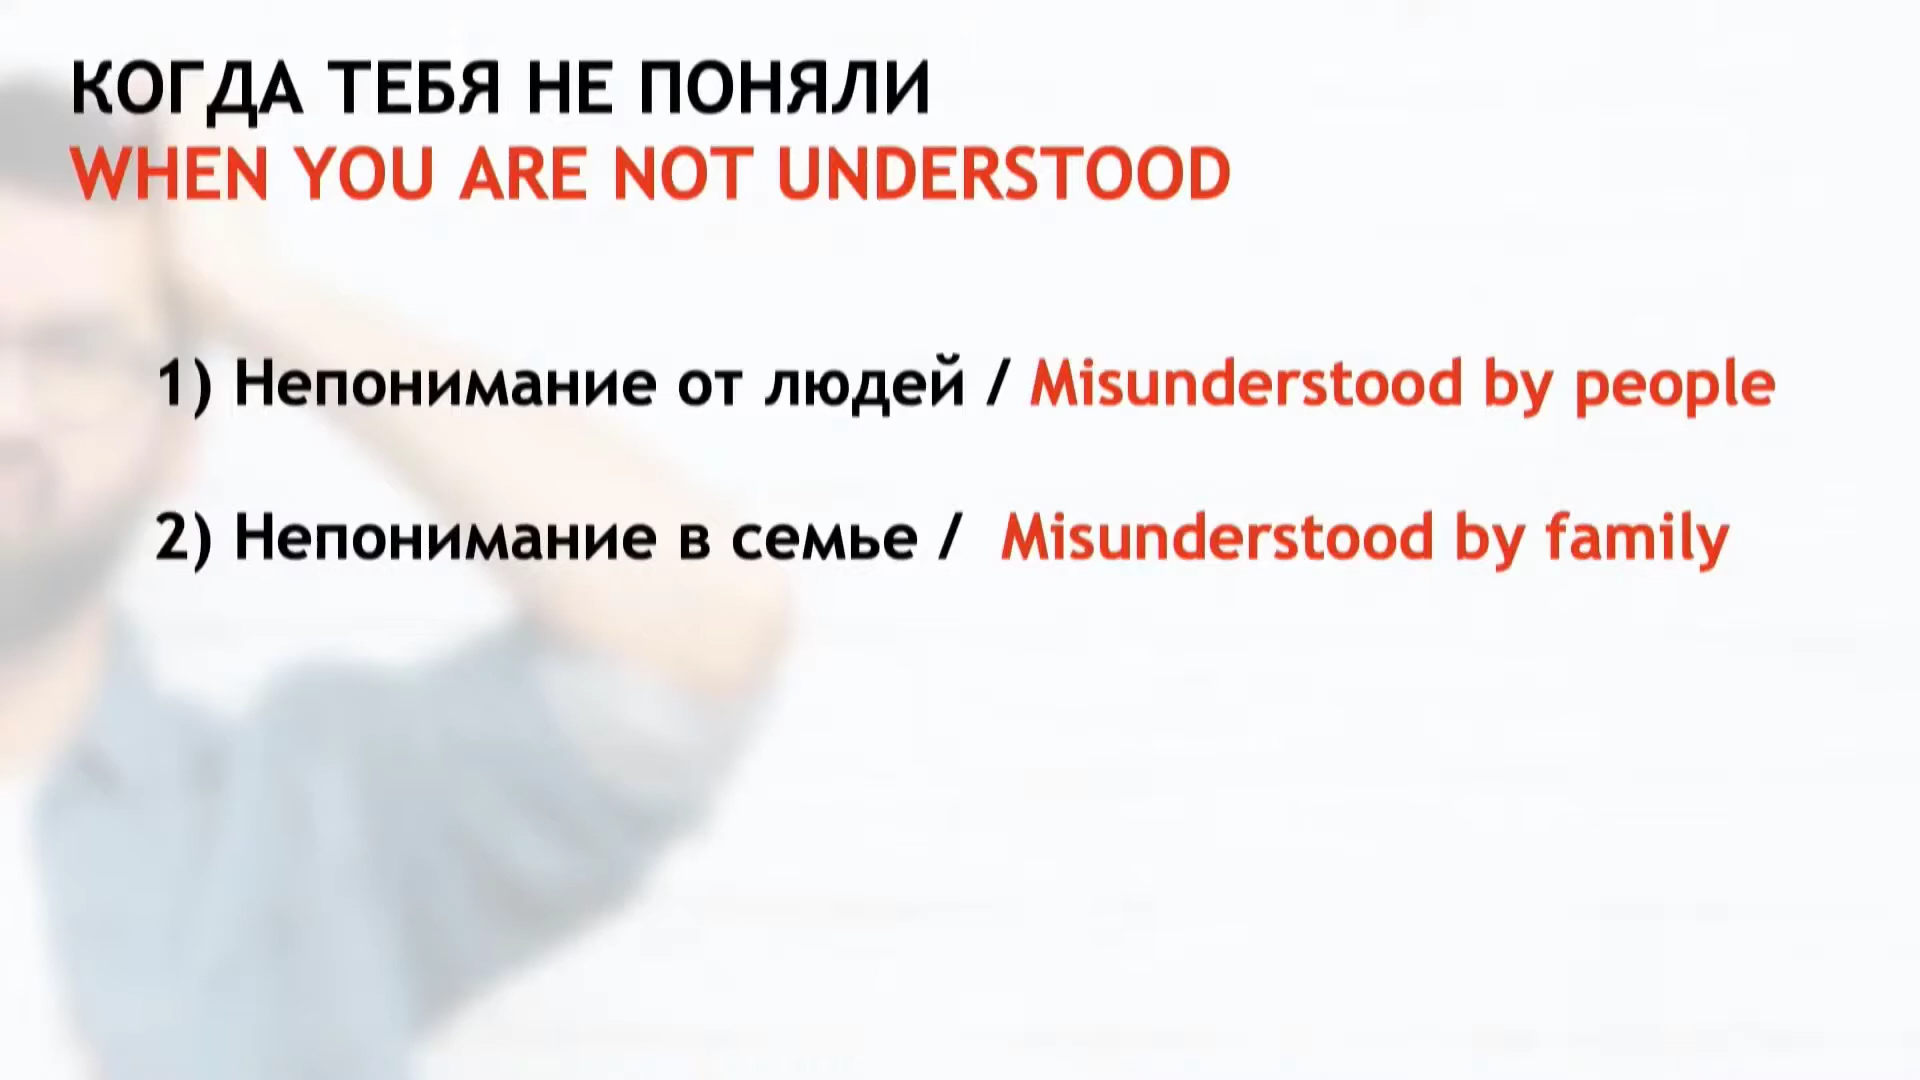 КОГДА ТЕБЯ НЕ ПОНЯЛИ
WHEN YOU ARE NOT UNDERSTOOD
1) Непонимание от людей / Misunderstood by people
2) Непонимание в семье / Misunderstood by family